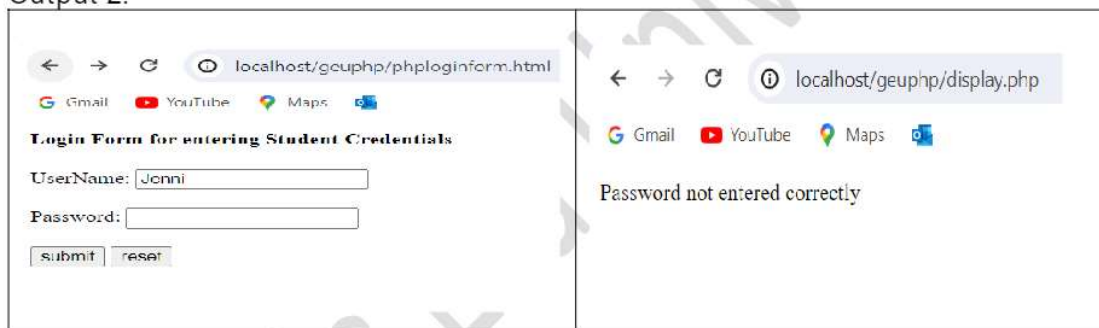 Output 2:
localhost/geuphp/phploginform.html
Gmail YouTube Maps
Login Form for entering Student Credentials
UserName: Jonni
Password:
submit reset
localhost/geuphp/display.php
Gmail YouTube Maps
Password not entered correctly